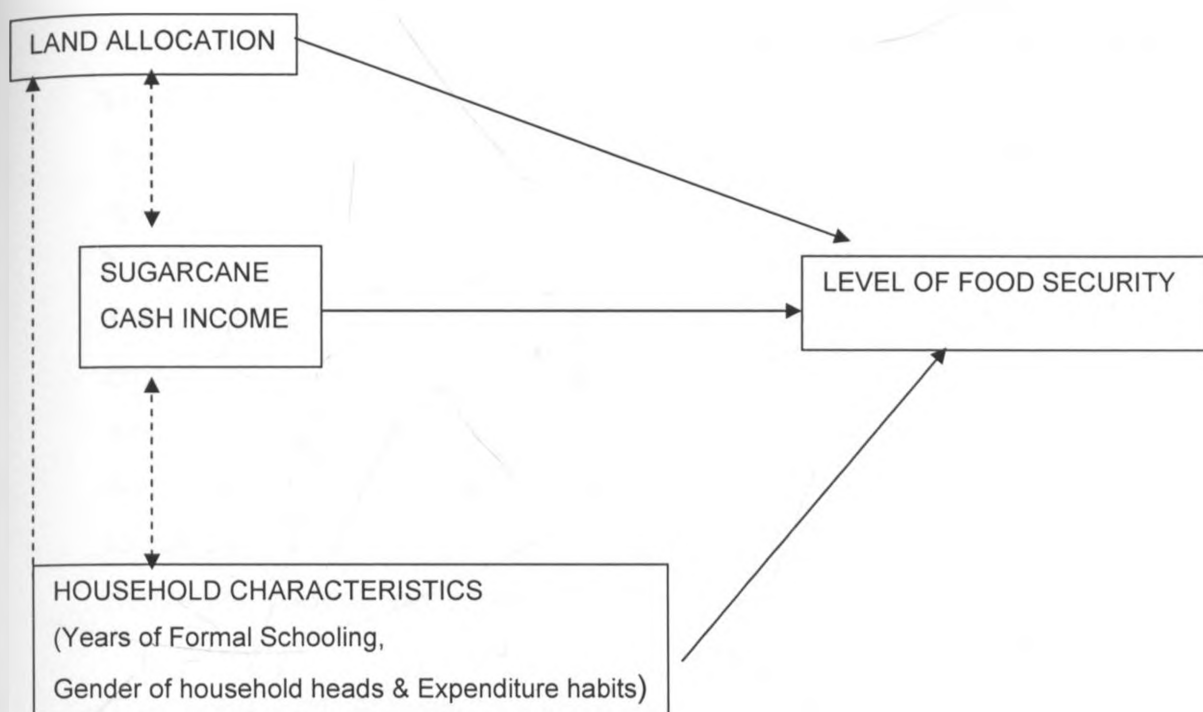 LAND ALLOCATION
SUGARCANE
CASH INCOME
LEVEL OF FOOD SECURITY
HOUSEHOLD CHARACTERISTICS
(Years of Formal Schooling,
Gender of household heads & Expenditure habits)